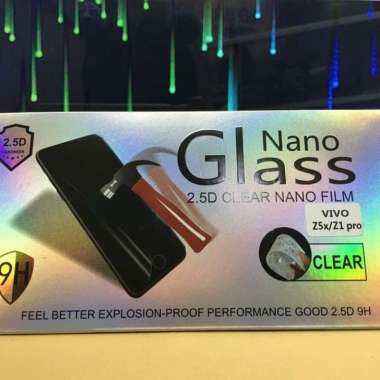 2.5D
Nano
Glass
2.5D CLEAR NANO FILM
VIVO
Z5x/Z1 pro
CLEAR
9H
FEEL BETTER EXPLOSION-PROOF PERFORMANCE GOOD 2.5D 9H